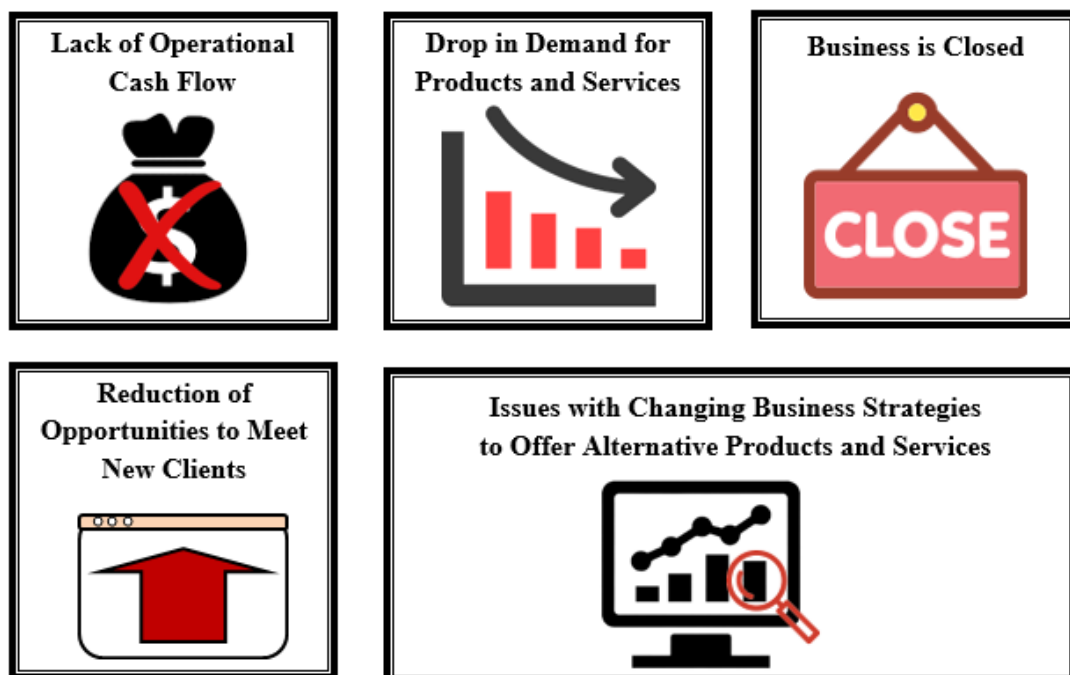 Lack of Operational
Cash Flow
$
Drop in Demand for
Products and Services
Business is Closed
CLOSE
Reduction of
Opportunities to Meet
New Clients
Issues with Changing Business Strategies
to Offer Alternative Products and Services